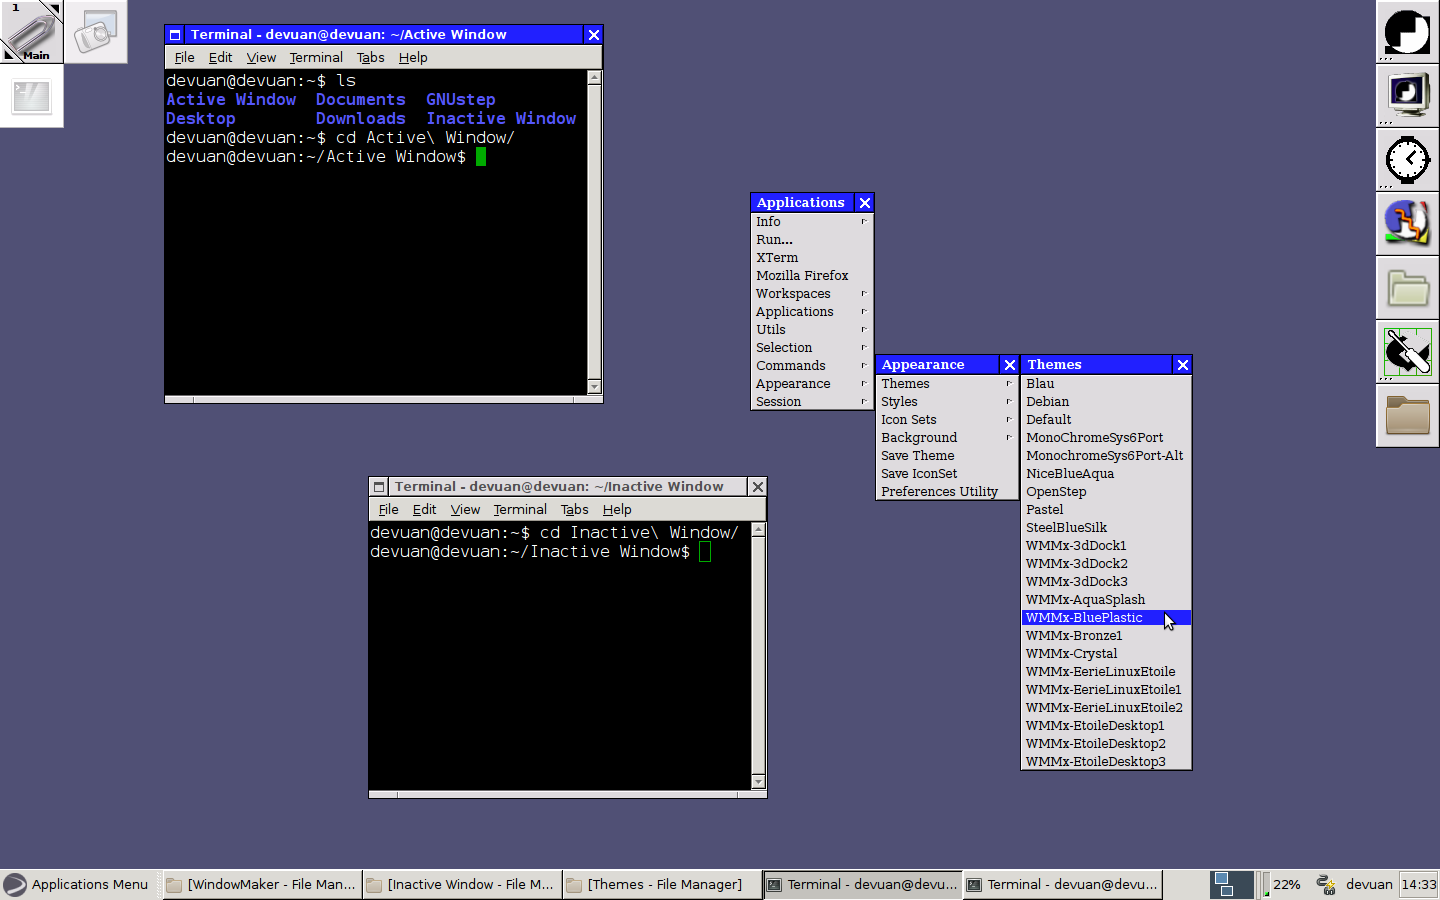 1
Main
Terminal - devuan@devuan: ~/Active Window
File Edit View Terminal Tabs Help
devuan@devuan:~$ ls
Active Window Documents GNUstep
Desktop Downloads Inactive Window
devuan@devuan:~$ cd Active\ Window/
devuan@devuan:~/Active Window$
Applications
Info
Run...
XTerm
Mozilla Firefox
Workspaces
Applications
Utils
Selection
Commands
Appearance
Session
Appearance
Themes
Styles
Icon Sets
Background
Save Theme
Save IconSet
Preferences Utility
Themes
Blau
Debian
Default
MonoChromeSys6Port
MonochromeSys6Port-Alt
NiceBlueAqua
OpenStep
Pastel
SteelBlueSilk
WMMx-3dDock1
WMMx-3dDock2
WMMx-3dDock3
WMMx-AquaSplash
WMMx-BluePlastic
WMMx-Bronze1
WMMx-Crystal
WMMx-EerieLinuxEtoile
WMMx-EerieLinuxEtoile1
WMMx-EerieLinuxEtoile2
WMMx-EtoileDesktop1
WMMx-EtoileDesktop2
WMMx-EtoileDesktop3
Terminal - devuan@devuan: ~/Inactive Window
File Edit View Terminal Tabs Help
devuan@devuan:~$ cd Inactive\ Window/
devuan@devuan:~/Inactive Window$
Applications Menu [WindowMaker - File Man... [Inactive Window - File M... [Themes - File Manager] Terminal - devuan@devu... Terminal - devuan@devu... 22% devuan 14:33